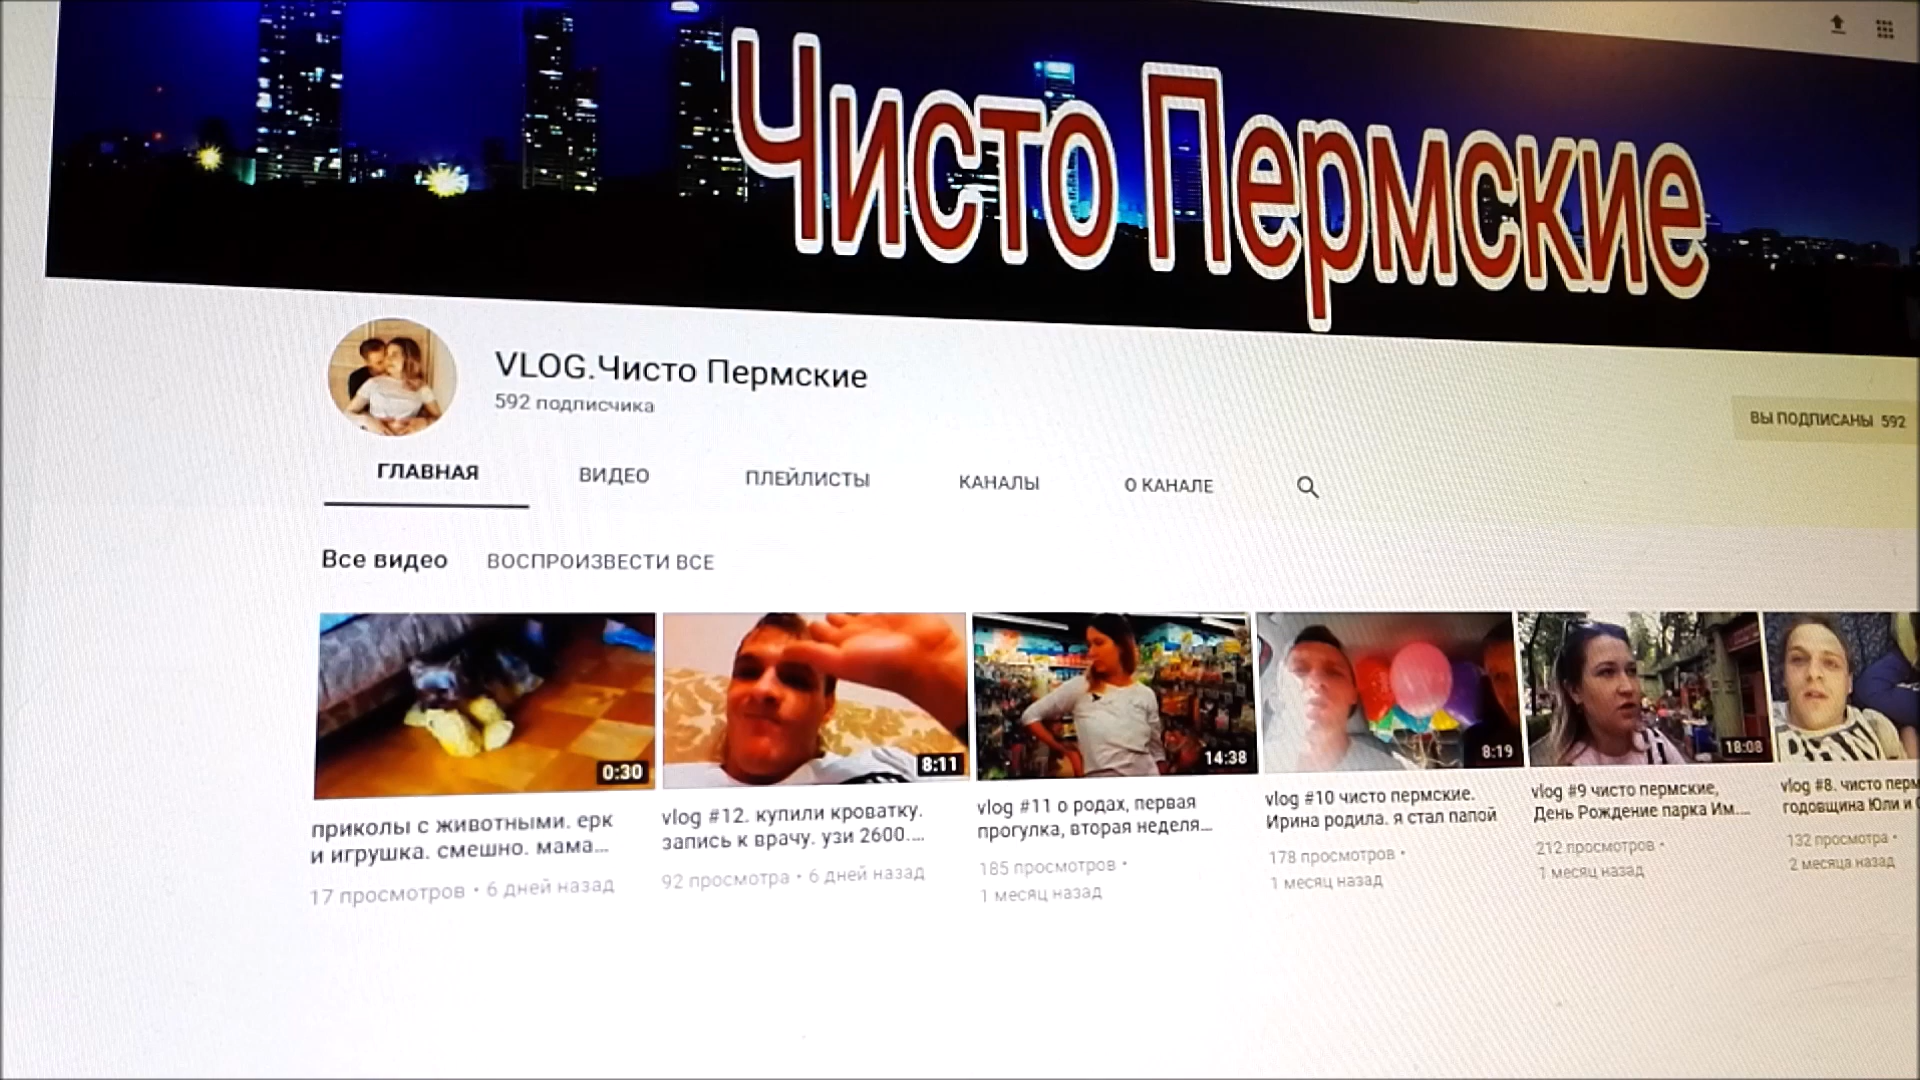 Чисто Пермские
VLOG.Чисто Пермские
592 подписчика
ВЫ ПОДПИСАНЫ 592
ГЛАВНАЯ
ВИДЕО
ПЛЕЙЛИСТЫ
КАНАЛЫ
О КАНАЛЕ
Все видео
ВОСПРОИЗВЕСТИ ВСЕ
0:30
приколы с животными. ерк
и игрушка. смешно. мама...
17 просмотров • 6 дней назад
8:11
vlog #12. купили кроватку.
запись к врачу. узи 2600....
92 просмотра • 6 дней назад
14:38
vlog #11 о родах, первая
прогулка, вторая неделя...
185 просмотров •
1 месяц назад
8:19
vlog #10 чисто пермские.
Ирина родила. я стал папой
178 просмотров •
1 месяц назад
18:08
vlog #9 чисто пермские,
День Рождение парка Им....
212 просмотров •
1 месяц назад
vlog #8. чисто перм
годовщина Юли и
132 просмотра •
2 месяца назад